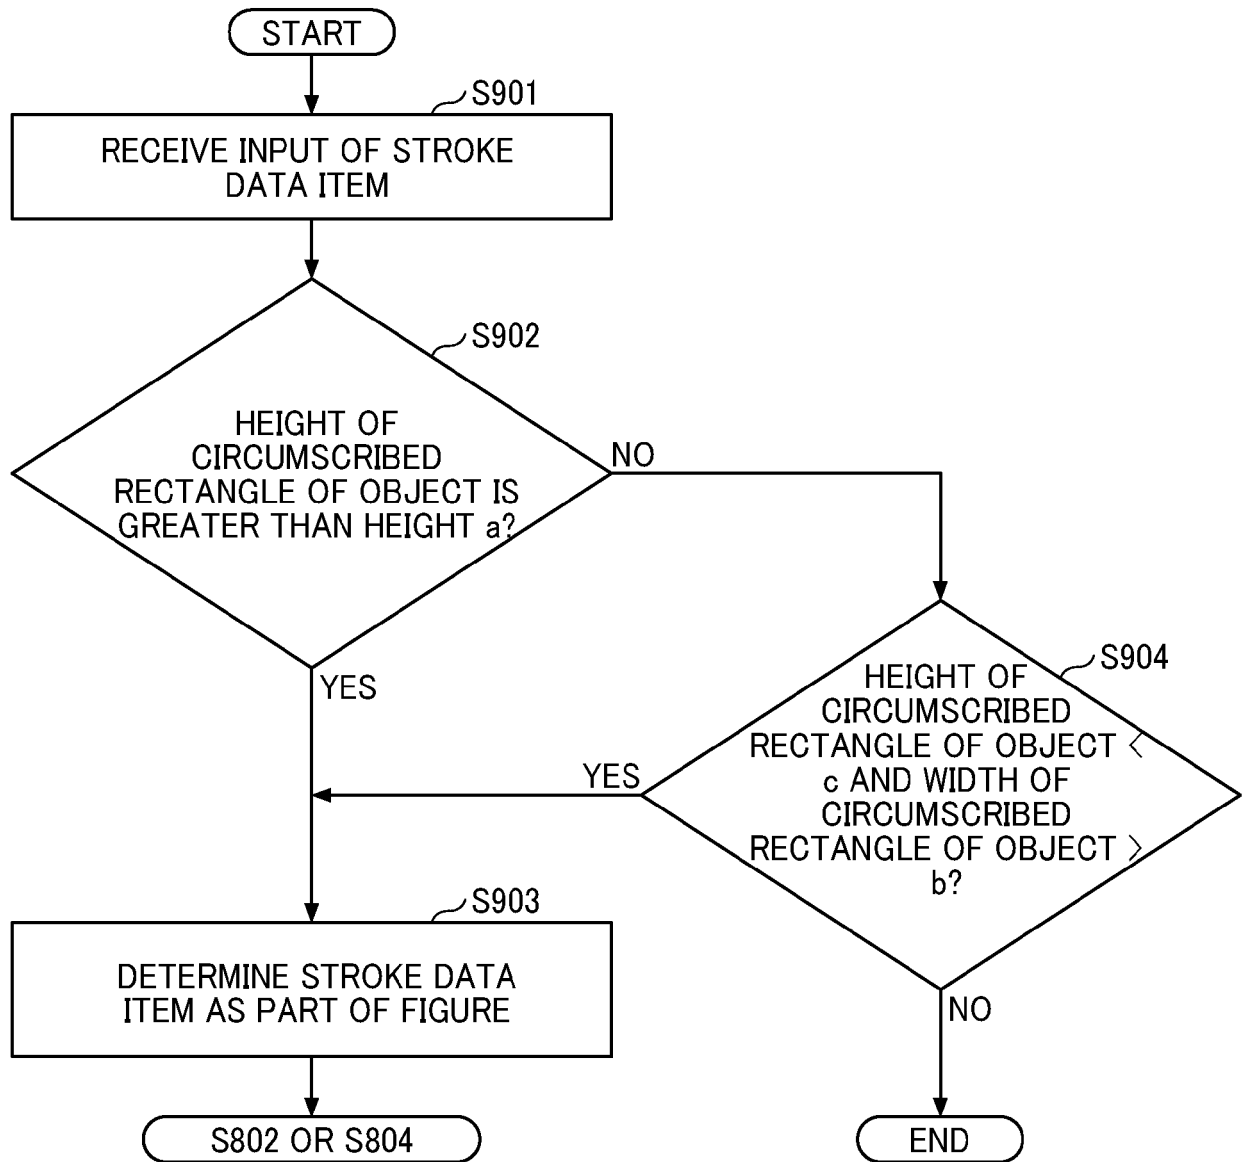 START
S901
RECEIVE INPUT OF STROKE
DATA ITEM
S902
HEIGHT OF
CIRCUMSCRIBED
RECTANGLE OF OBJECT IS
GREATER THAN HEIGHT a?
NO
YES
S904
HEIGHT OF
CIRCUMSCRIBED
RECTANGLE OF OBJECT <
c AND WIDTH OF
CIRCUMSCRIBED
RECTANGLE OF OBJECT >
b?
YES
NO
S903
DETERMINE STROKE DATA
ITEM AS PART OF FIGURE
S802 OR S804
END